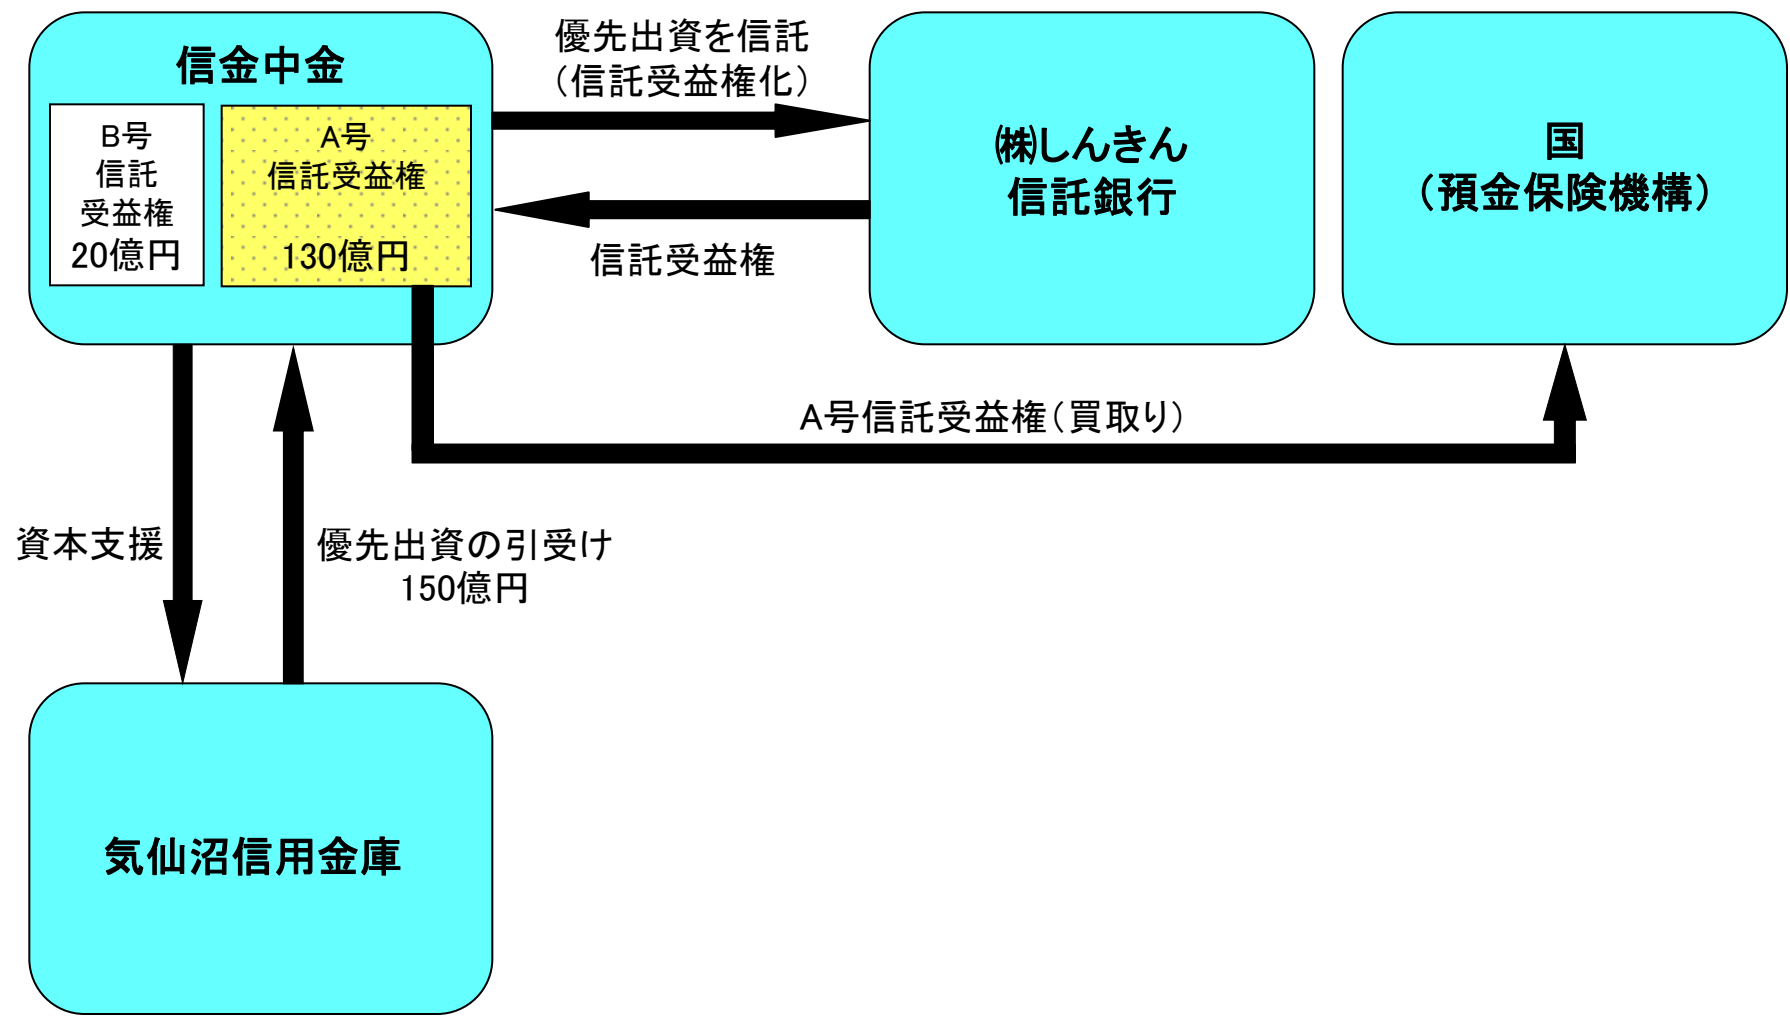 信金中金
B号
信託
受益権
20億円
A号
信託受益権
130億円
優先出資を信託
（信託受益権化）
信託受益権
㈱しんきん
信託銀行
国
（預金保険機構）
A号信託受益権（買取り）
資本支援
優先出資の引受け
150億円
気仙沼信用金庫